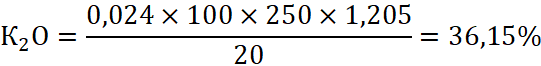 K₂O = 0,024 × 100 × 250 × 1,205 / 20 = 36,15%